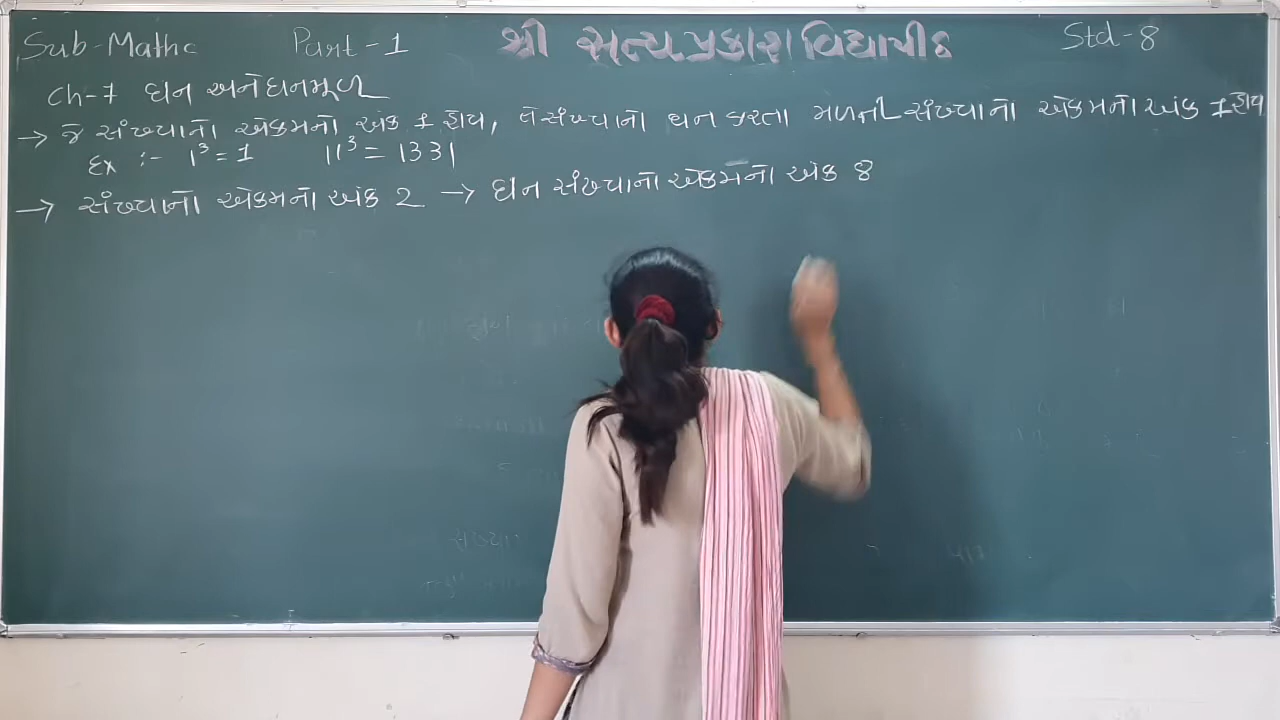 Sub-Maths Part-1 શ્રી સત્યપ્રકાશ વિદ્યાપીઠ Std-8
Ch-7 ઘન અને ઘનમૂળ
→ જે સંખ્યાનો એકમનો અંક 1 હોય, તે સંખ્યાનો ઘન કરતા મળતી સંખ્યાનો એકમનો અંક 1 હોય
Ex :- 1³ = 1 11³ = 1331
→ સંખ્યાનો એકમનો અંક 2 → ઘન સંખ્યાનો એકમનો અંક 8